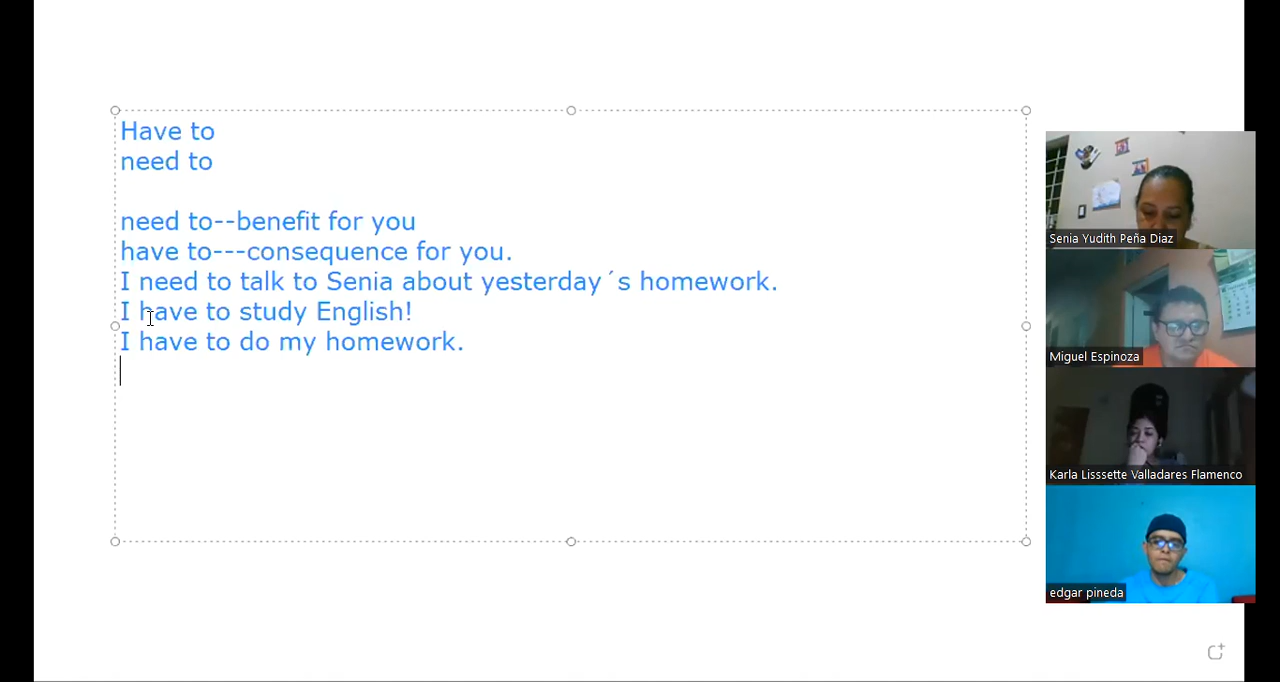 Have to
need to
need to--benefit for you
have to---consequence for you.
I need to talk to Senia about yesterday´s homework.
I have to study English!
I have to do my homework.
Senia Yudith Peña Diaz
Miguel Espinoza
Karla Lisssette Valladares Flamenco
edgar pineda